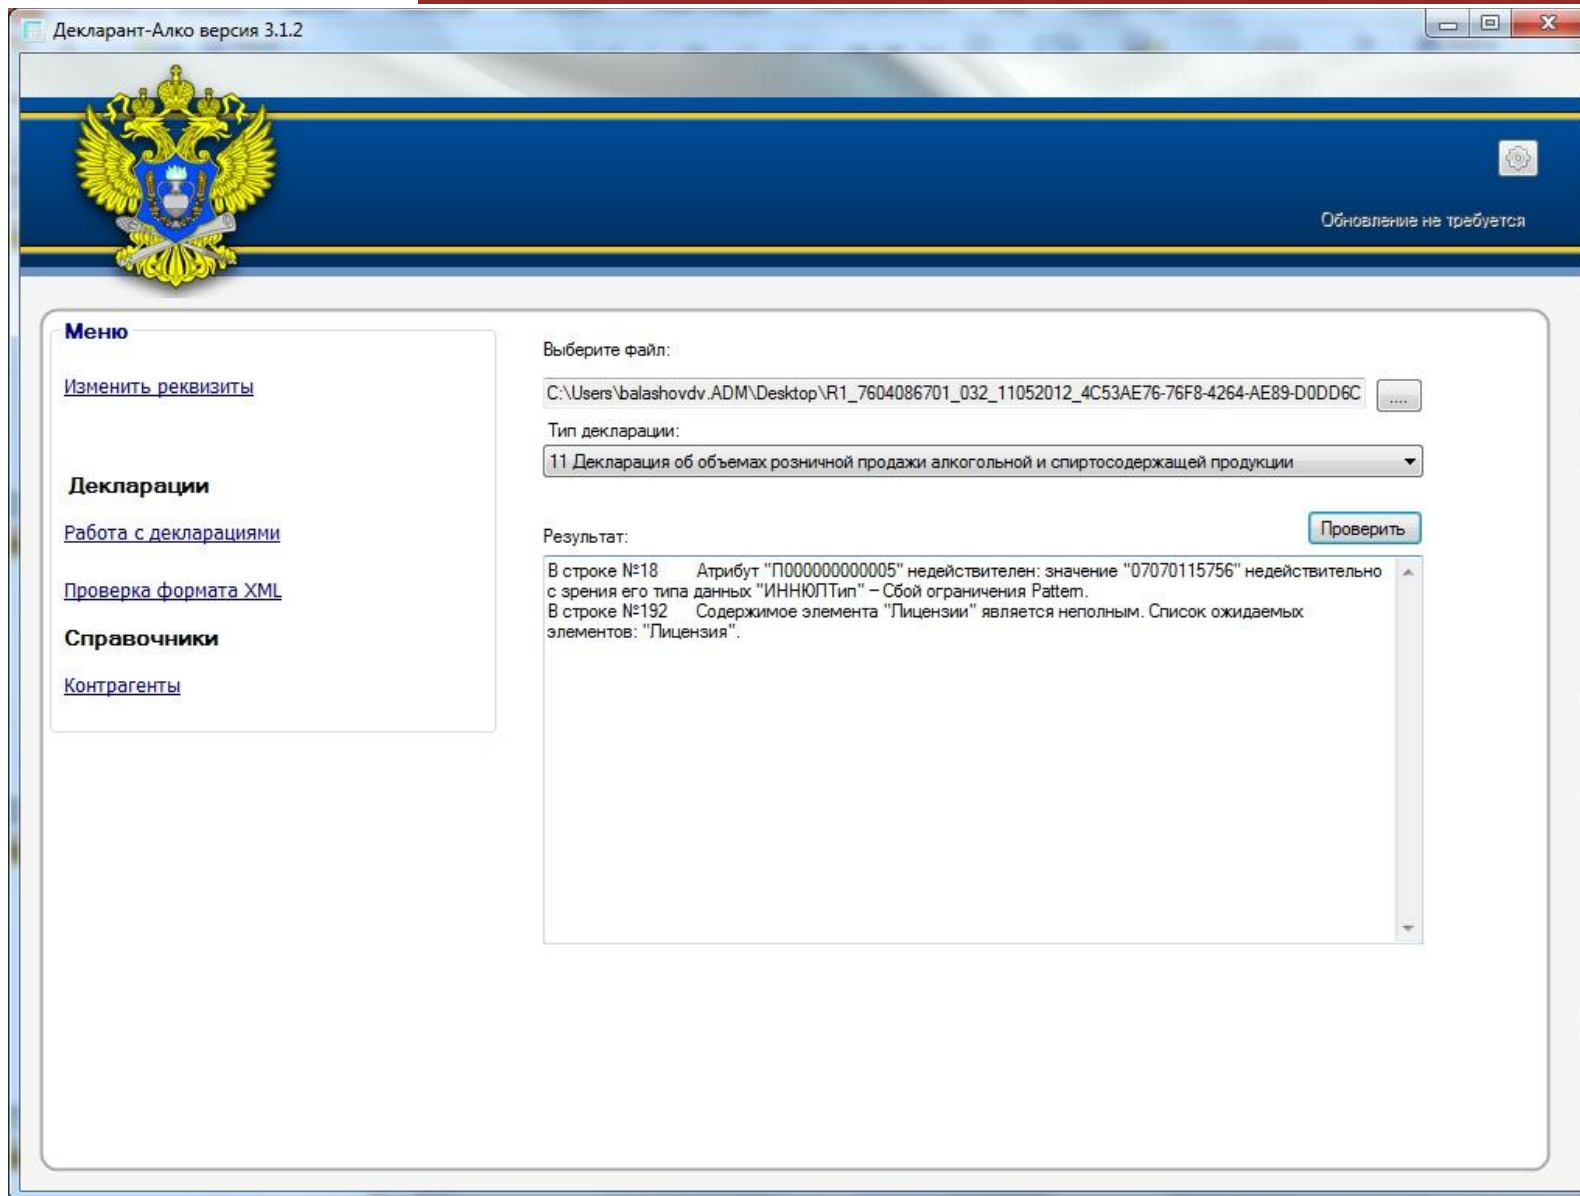 Декларант-Алко версия 3.1.2
Обновление не требуется
Меню
Изменить реквизиты
Декларации
Работа с декларациями
Проверка формата XML
Справочники
Контрагенты
Выберите файл:
C:\Users\balashovdv.ADM\Desktop\R1_7604086701_032_11052012_4C53AE76-76F8-4264-AE89-D0DD6C
....
Тип декларации:
11 Декларация об объемах розничной продажи алкогольной и спиртосодержащей продукции
Проверить
Результат:
В строке №18 Атрибут "П000000000005" недействителен: значение "07070115756" недействительно
с зрения его типа данных "ИННЮЛТип" – Сбой ограничения Pattern.
В строке №192 Содержимое элемента "Лицензии" является неполным. Список ожидаемых
элементов: "Лицензия".